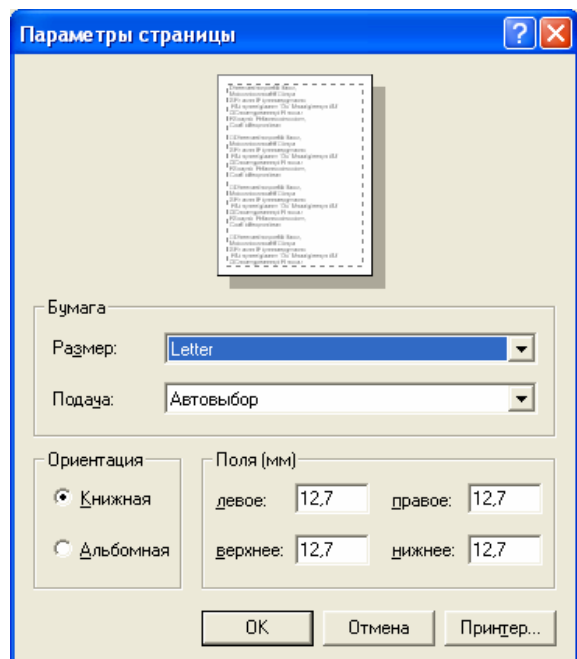 Параметры страницы
Бумага
Размер: Letter
Подача: Автовыбор
Ориентация
Книжная
Альбомная
Поля (мм)
левое: 12,7 правое: 12,7
верхнее: 12,7 нижнее: 12,7
OK Отмена Принтер...